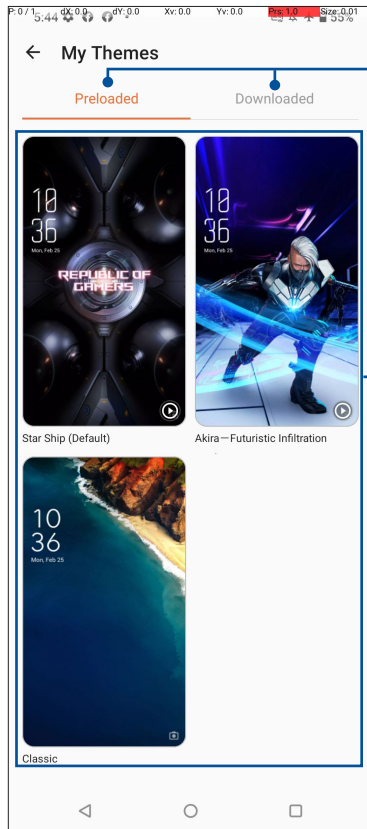 P: 0 / 1 dX: 0.0 dY: 0.0 Xv: 0.0 Yv: 0.0 Prs: 1.0 Size: 0.01
5:44 55%
My Themes
Preloaded Downloaded
10 10
36 36
Mon, Feb 25 Mon, Feb 25
REPUBLIC OF
GAMERS
Star Ship (Default) Akira—Futuristic Infiltration
10
36
Mon, Feb 25
Classic